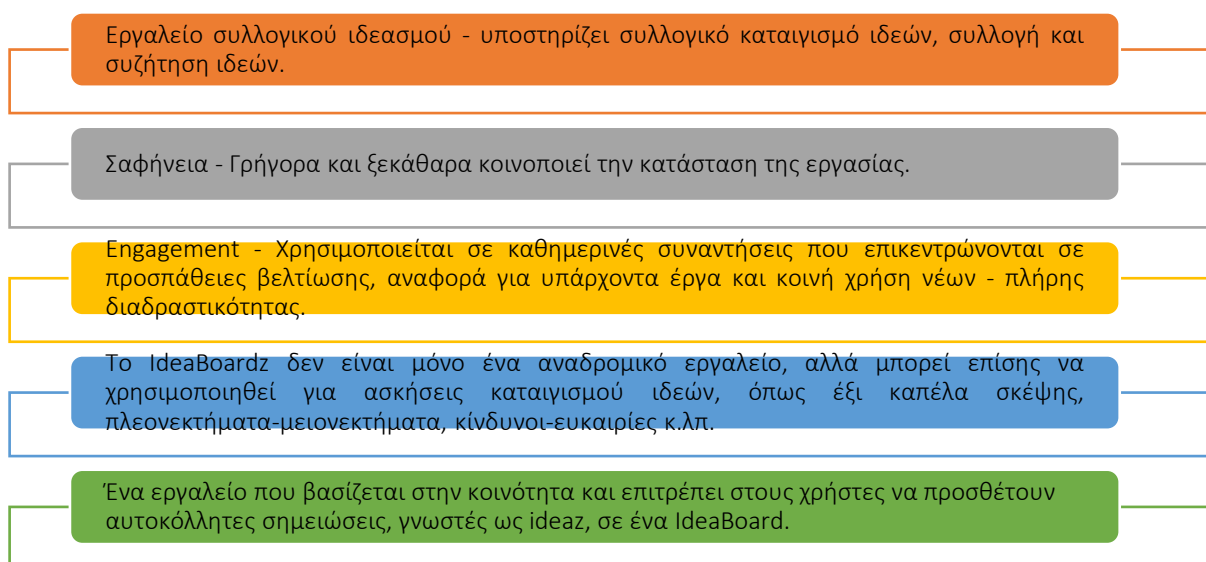 Εργαλείο συλλογικού ιδεασμού - υποστηρίζει συλλογικό καταιγισμό ιδεών, συλλογή και
συζήτηση ιδεών.
Σαφήνεια - Γρήγορα και ξεκάθαρα κοινοποιεί την κατάσταση της εργασίας.
Engagement - Χρησιμοποιείται σε καθημερινές συναντήσεις που επικεντρώνονται σε
προσπάθειες βελτίωσης, αναφορά για υπάρχοντα έργα και κοινή χρήση νέων - πλήρης
διαδραστικότητας.
Το IdeaBoardz δεν είναι μόνο ένα αναδρομικό εργαλείο, αλλά μπορεί επίσης να
χρησιμοποιηθεί για ασκήσεις καταιγισμού ιδεών, όπως έξι καπέλα σκέψης,
πλεονεκτήματα-μειονεκτήματα, κίνδυνοι-ευκαιρίες κ.λπ.
Ένα εργαλείο που βασίζεται στην κοινότητα και επιτρέπει στους χρήστες να προσθέτουν
αυτοκόλλητες σημειώσεις, γνωστές ως ideaz, σε ένα IdeaBoard.